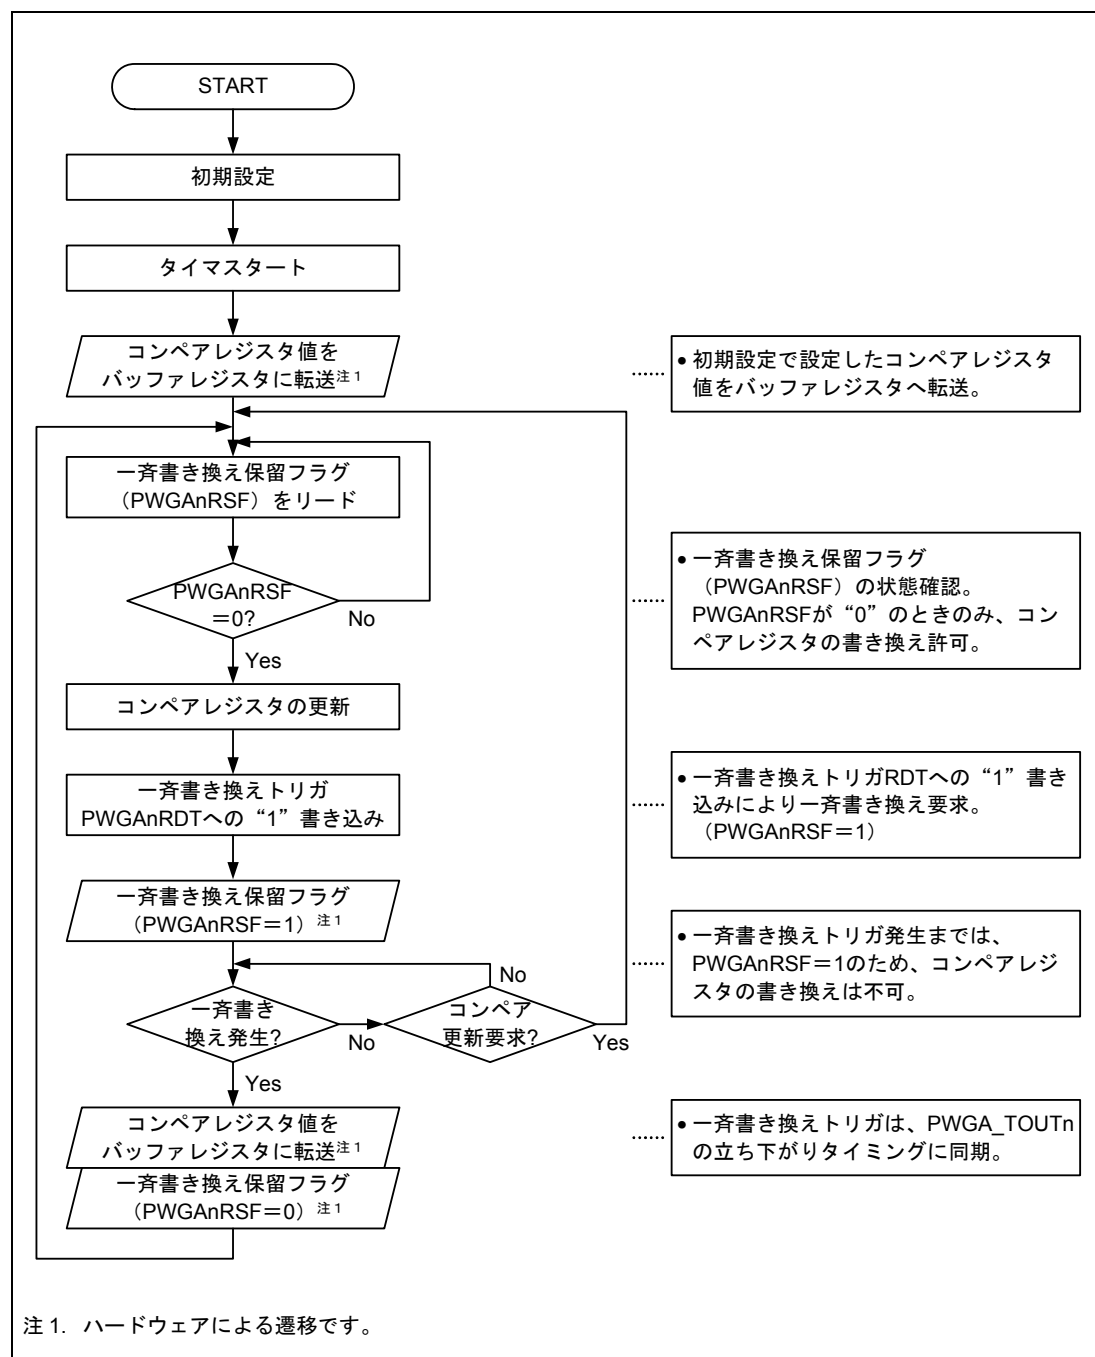 START
初期設定
タイマスタート
コンペアレジスタ値を
バッファレジスタに転送注1
• 初期設定で設定したコンペアレジスタ
値をバッファレジスタへ転送。
一斉書き換え保留フラグ
（PWGAnRSF）をリード
PWGAnRSF
＝0?
No
Yes
• 一斉書き換え保留フラグ
（PWGAnRSF）の状態確認。
PWGAnRSFが“0”のときのみ、コン
ペアレジスタの書き換え許可。
コンペアレジスタの更新
一斉書き換えトリガ
PWGAnRDTへの“1”書き込み
• 一斉書き換えトリガRDTへの“1”書き
込みにより一斉書き換え要求。
（PWGAnRSF＝1）
一斉書き換え保留フラグ
（PWGAnRSF＝1）注1
• 一斉書き換えトリガ発生までは、
PWGAnRSF＝1のため、コンペアレジ
スタの書き換えは不可。
一斉書き
換え発生?
No
コンペア
更新要求?
No
Yes
Yes
コンペアレジスタ値を
バッファレジスタに転送注1
一斉書き換え保留フラグ
（PWGAnRSF＝0）注1
• 一斉書き換えトリガは、PWGA_TOUTn
の立ち下がりタイミングに同期。
注 1. ハードウェアによる遷移です。